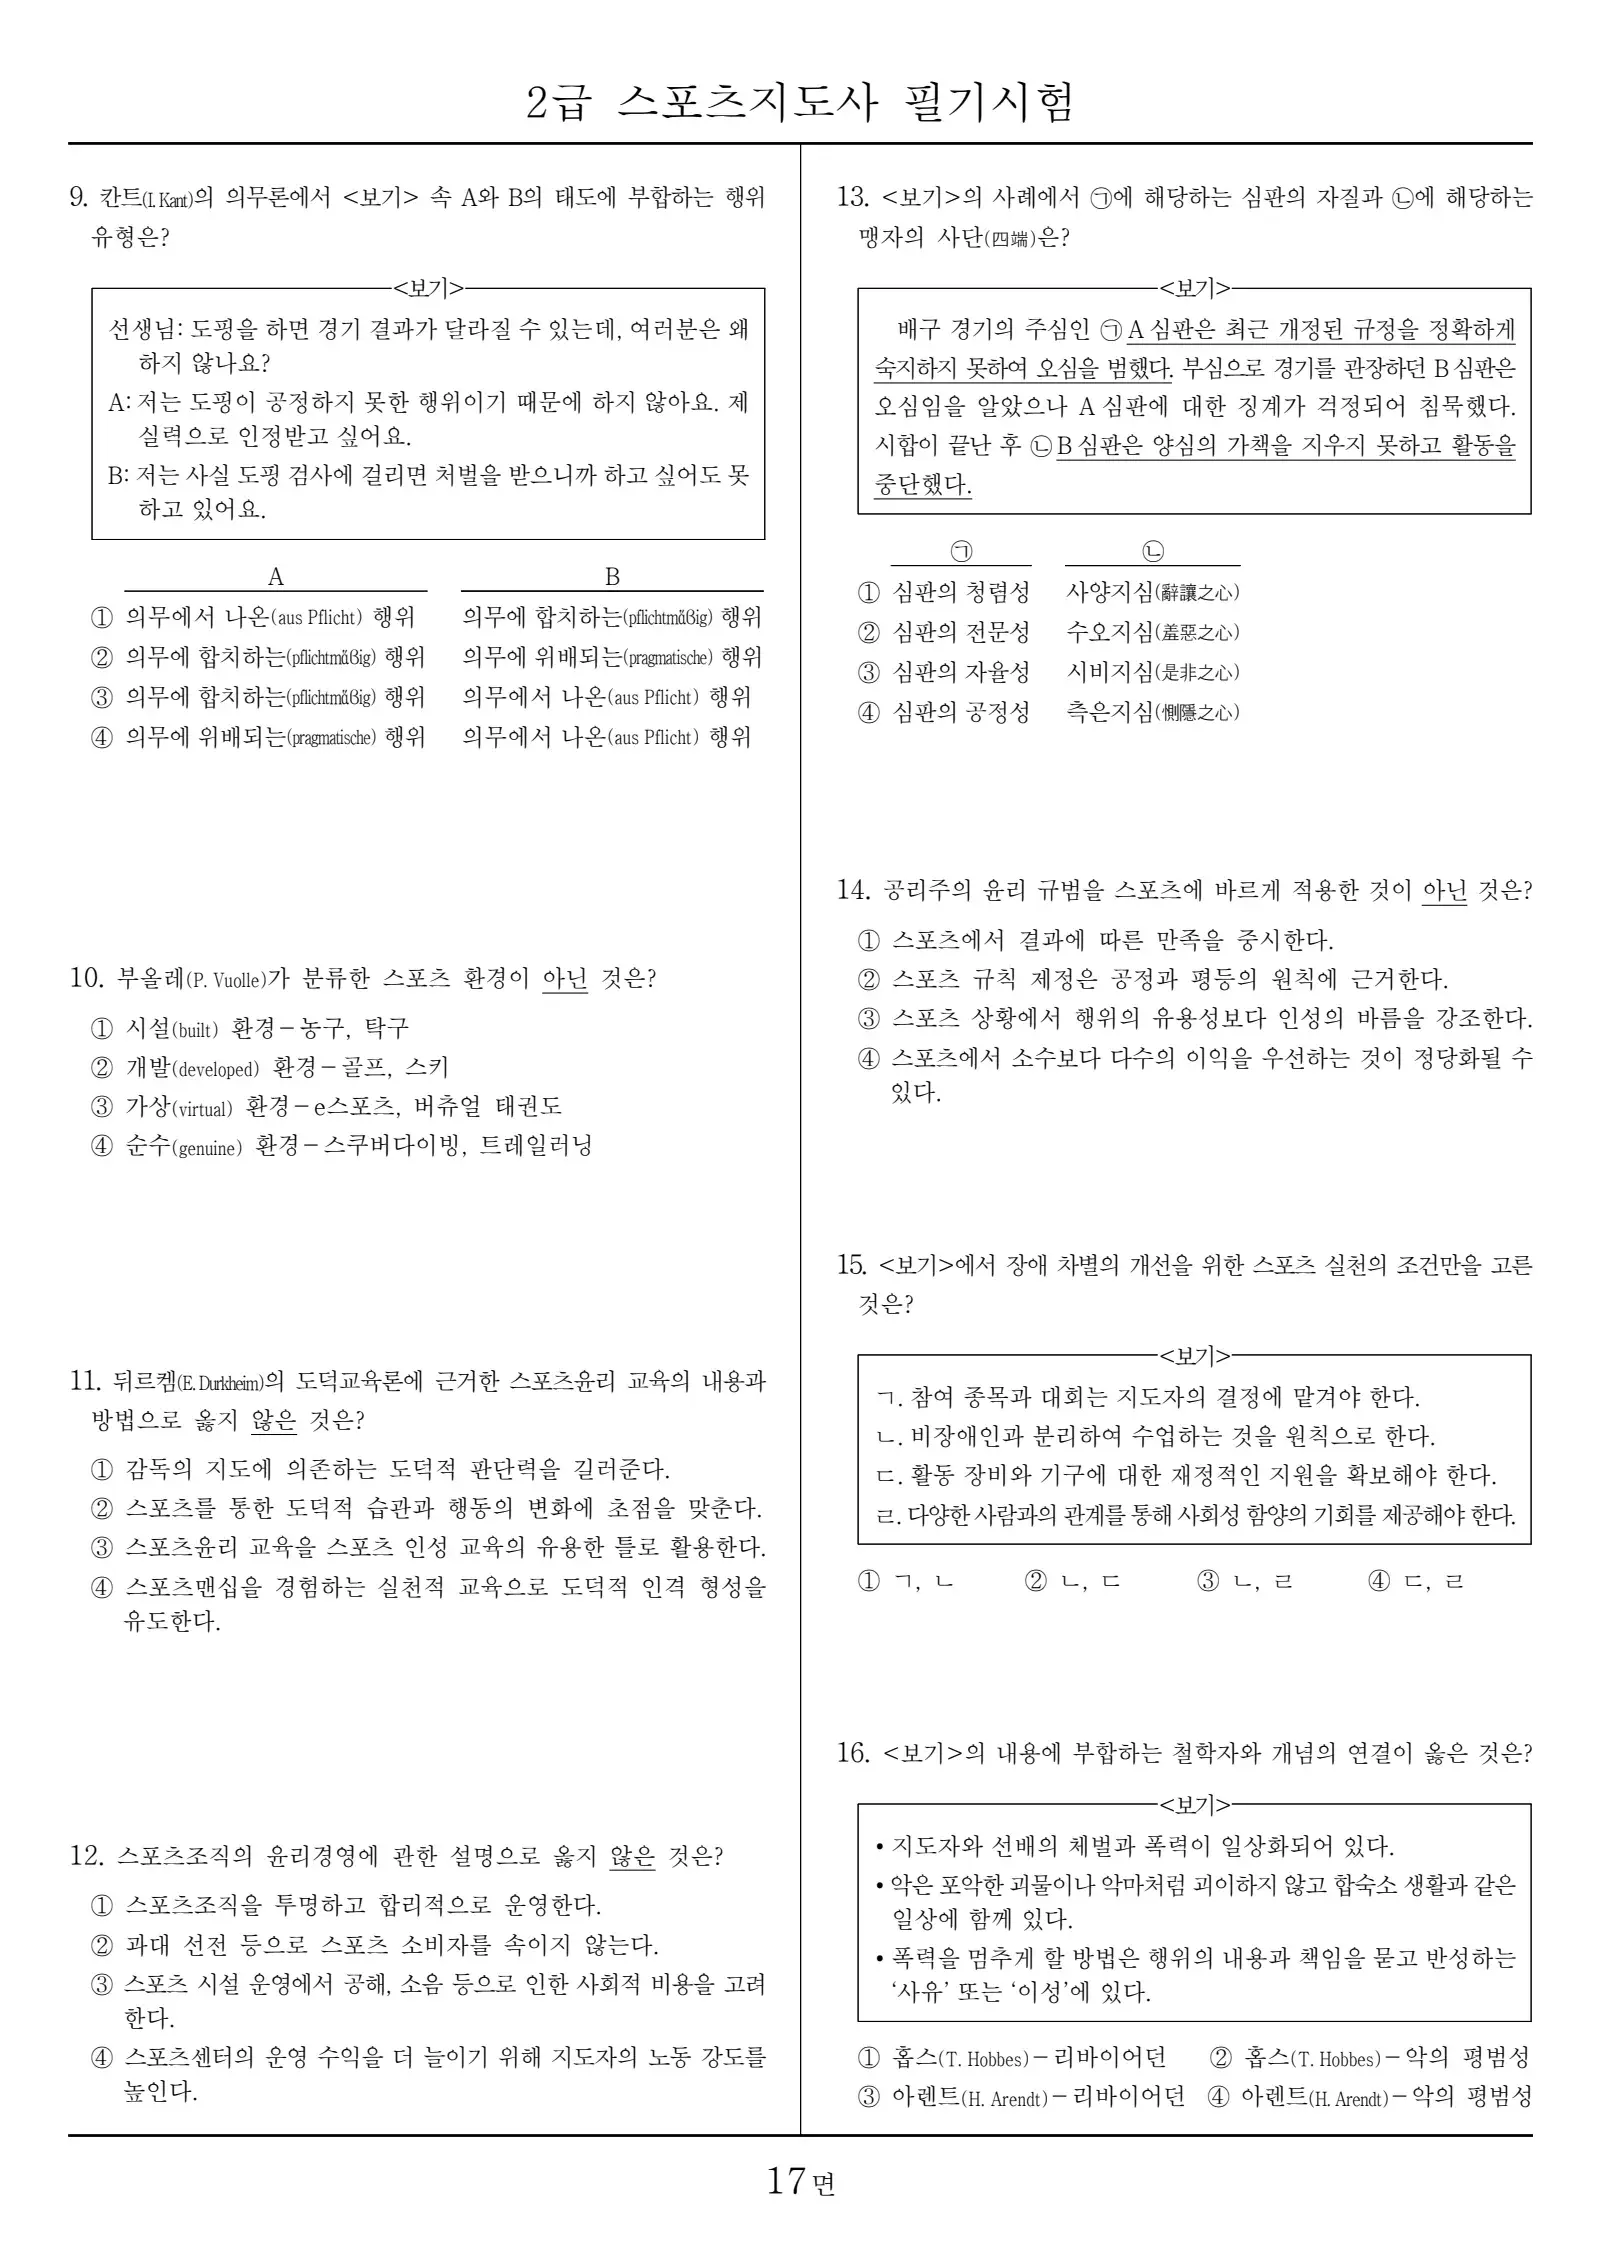 2급 스포츠지도사 필기시험
9. 칸트(I. Kant)의 의무론에서 <보기> 속 A와 B의 태도에 부합하는 행위
유형은?
<보기>
선생님: 도핑을 하면 경기 결과가 달라질 수 있는데, 여러분은 왜
하지 않나요?
A: 저는 도핑이 공정하지 못한 행위이기 때문에 하지 않아요. 제
실력으로 인정받고 싶어요.
B: 저는 사실 도핑 검사에 걸리면 처벌을 받으니까 하고 싶어도 못
하고 있어요.
A B
① 의무에서 나온(aus Pflicht) 행위 의무에 합치하는(pflichtmäßig) 행위
② 의무에 합치하는(pflichtmäßig) 행위 의무에 위배되는(pragmatische) 행위
③ 의무에 합치하는(pflichtmäßig) 행위 의무에서 나온(aus Pflicht) 행위
④ 의무에 위배되는(pragmatische) 행위 의무에서 나온(aus Pflicht) 행위
10. 부올레(P. Vuolle)가 분류한 스포츠 환경이 아닌 것은?
① 시설(built) 환경－농구, 탁구
② 개발(developed) 환경－골프, 스키
③ 가상(virtual) 환경－e스포츠, 버츄얼 태권도
④ 순수(genuine) 환경－스쿠버다이빙, 트레일러닝
11. 뒤르켐(E. Durkheim)의 도덕교육론에 근거한 스포츠윤리 교육의 내용과
방법으로 옳지 않은 것은?
① 감독의 지도에 의존하는 도덕적 판단력을 길러준다.
② 스포츠를 통한 도덕적 습관과 행동의 변화에 초점을 맞춘다.
③ 스포츠윤리 교육을 스포츠 인성 교육의 유용한 틀로 활용한다.
④ 스포츠맨십을 경험하는 실천적 교육으로 도덕적 인격 형성을
유도한다.
12. 스포츠조직의 윤리경영에 관한 설명으로 옳지 않은 것은?
① 스포츠조직을 투명하고 합리적으로 운영한다.
② 과대 선전 등으로 스포츠 소비자를 속이지 않는다.
③ 스포츠 시설 운영에서 공해, 소음 등으로 인한 사회적 비용을 고려
한다.
④ 스포츠센터의 운영 수익을 더 늘이기 위해 지도자의 노동 강도를
높인다.
13. <보기>의 사례에서 ㉠에 해당하는 심판의 자질과 ㉡에 해당하는
맹자의 사단(四端)은?
<보기>
배구 경기의 주심인 ㉠ A 심판은 최근 개정된 규정을 정확하게
숙지하지 못하여 오심을 범했다. 부심으로 경기를 관장하던 B 심판은
오심임을 알았으나 A 심판에 대한 징계가 걱정되어 침묵했다.
시합이 끝난 후 ㉡ B 심판은 양심의 가책을 지우지 못하고 활동을
중단했다.
㉠ ㉡
① 심판의 청렴성 사양지심(辭讓之心)
② 심판의 전문성 수오지심(羞惡之心)
③ 심판의 자율성 시비지심(是非之心)
④ 심판의 공정성 측은지심(惻隱之心)
14. 공리주의 윤리 규범을 스포츠에 바르게 적용한 것이 아닌 것은?
① 스포츠에서 결과에 따른 만족을 중시한다.
② 스포츠 규칙 제정은 공정과 평등의 원칙에 근거한다.
③ 스포츠 상황에서 행위의 유용성보다 인성의 바름을 강조한다.
④ 스포츠에서 소수보다 다수의 이익을 우선하는 것이 정당화될 수
있다.
15. <보기>에서 장애 차별의 개선을 위한 스포츠 실천의 조건만을 고른
것은?
<보기>
ㄱ. 참여 종목과 대회는 지도자의 결정에 맡겨야 한다.
ㄴ. 비장애인과 분리하여 수업하는 것을 원칙으로 한다.
ㄷ. 활동 장비와 기구에 대한 재정적인 지원을 확보해야 한다.
ㄹ. 다양한 사람과의 관계를 통해 사회성 함양의 기회를 제공해야 한다.
① ㄱ, ㄴ ② ㄴ, ㄷ ③ ㄴ, ㄹ ④ ㄷ, ㄹ
16. <보기>의 내용에 부합하는 철학자와 개념의 연결이 옳은 것은?
<보기>
• 지도자와 선배의 체벌과 폭력이 일상화되어 있다.
• 악은 포악한 괴물이나 악마처럼 괴이하지 않고 합숙소 생활과 같은
일상에 함께 있다.
• 폭력을 멈추게 할 방법은 행위의 내용과 책임을 묻고 반성하는
‘사유’ 또는 ‘이성’에 있다.
① 홉스(T. Hobbes)－리바이어던 ② 홉스(T. Hobbes)－악의 평범성
③ 아렌트(H. Arendt)－리바이어던 ④ 아렌트(H. Arendt)－악의 평범성
17면